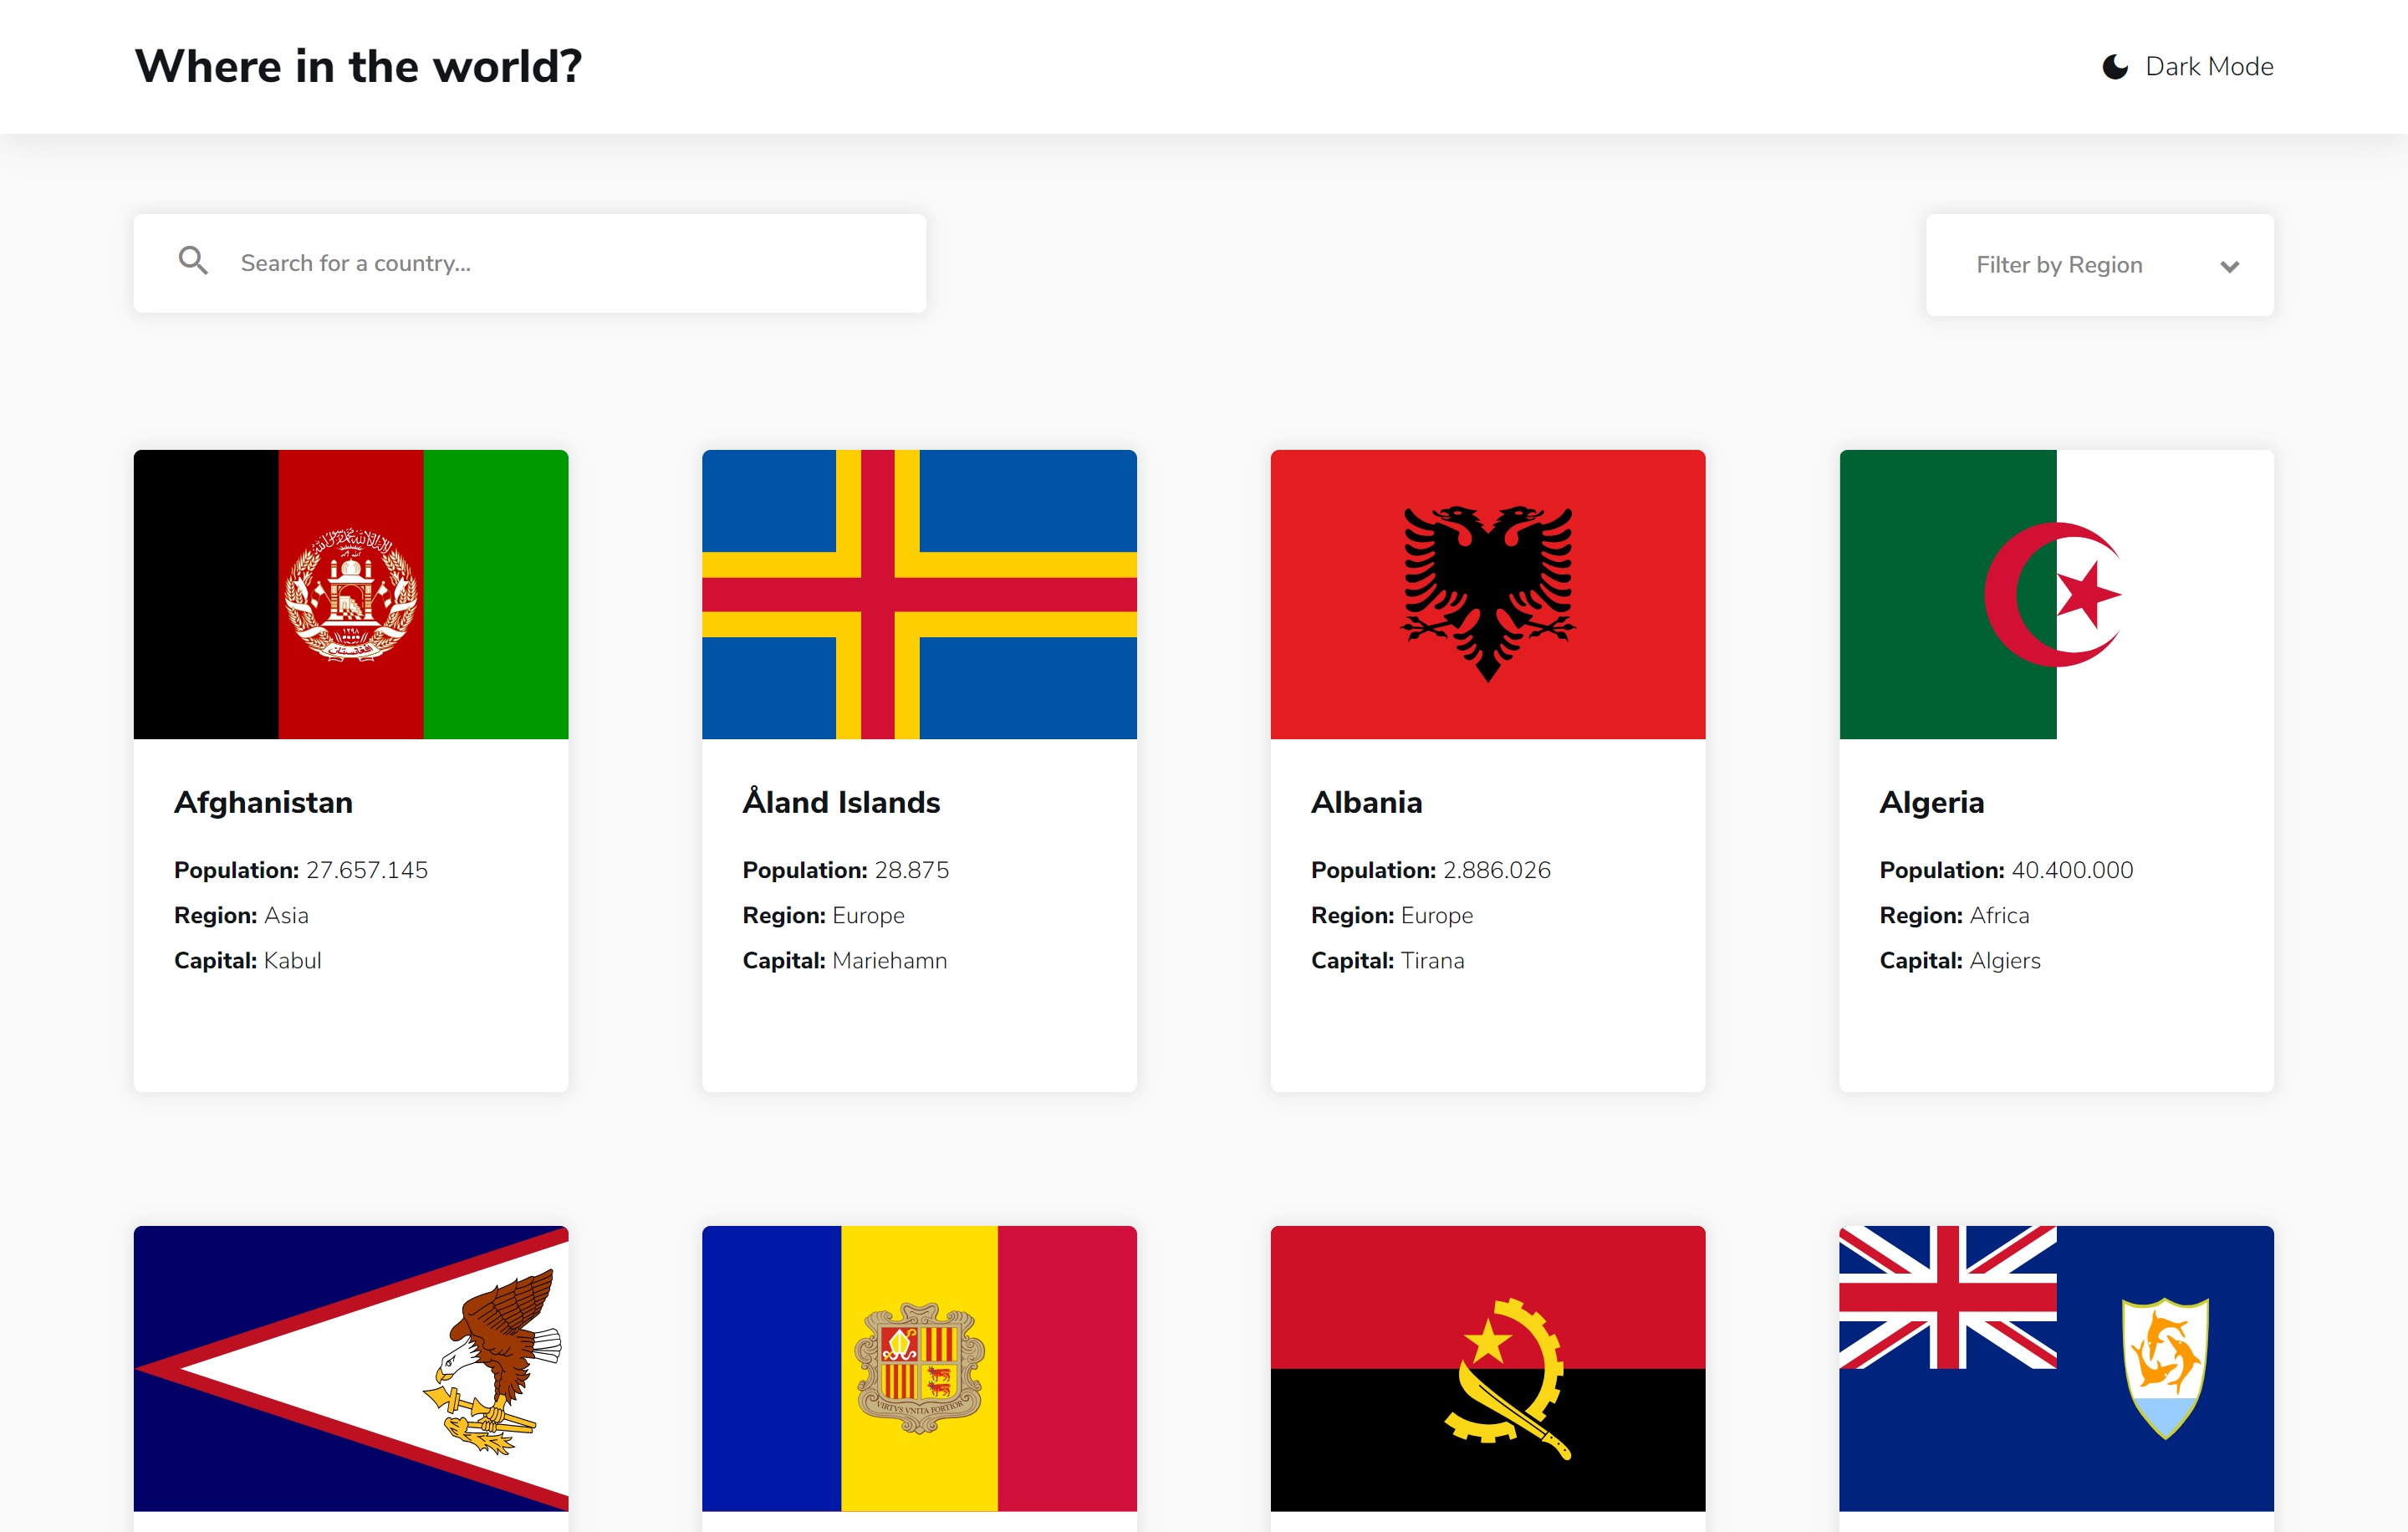 Where in the world?
Dark Mode
Search for a country...
Filter by Region
Afghanistan
Population: 27.657.145
Region: Asia
Capital: Kabul
Åland Islands
Population: 28.875
Region: Europe
Capital: Mariehamn
Albania
Population: 2.886.026
Region: Europe
Capital: Tirana
Algeria
Population: 40.400.000
Region: Africa
Capital: Algiers
VIRTVS VNITA FORTIOR